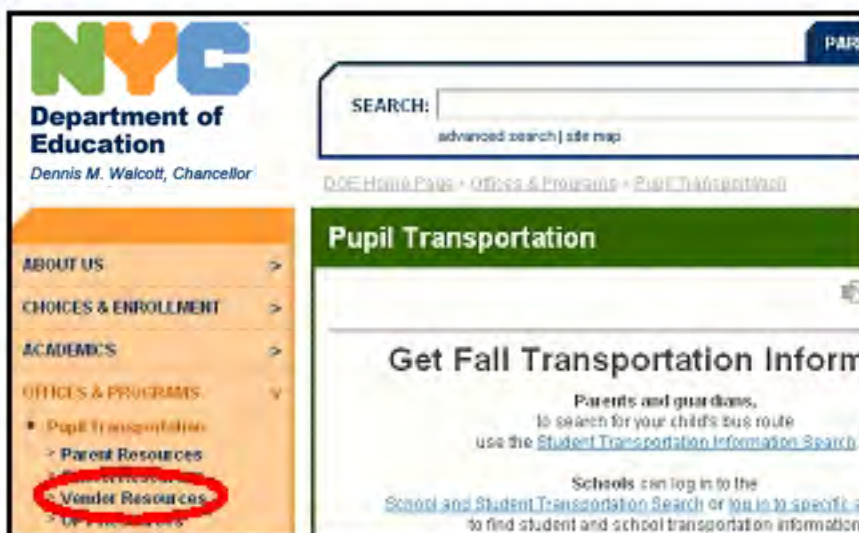 NYC
Department of
Education
Dennis M. Walcott, Chancellor
PAR
SEARCH:
advanced search | site map
DOE Home Page › Offices & Programs › Pupil Transportation
ABOUT US >
CHOICES & ENROLLMENT >
ACADEMICS >
OFFICES & PROGRAMS v
Pupil Transportation
> Parent Resources
> Vendor Resources
Pupil Transportation
Get Fall Transportation Inform
Parents and guardians,
to search for your child's bus route
use the Student Transportation Information Search.
Schools can log in to the
School and Student Transportation Search or log in to specific a
to find student and school transportation information